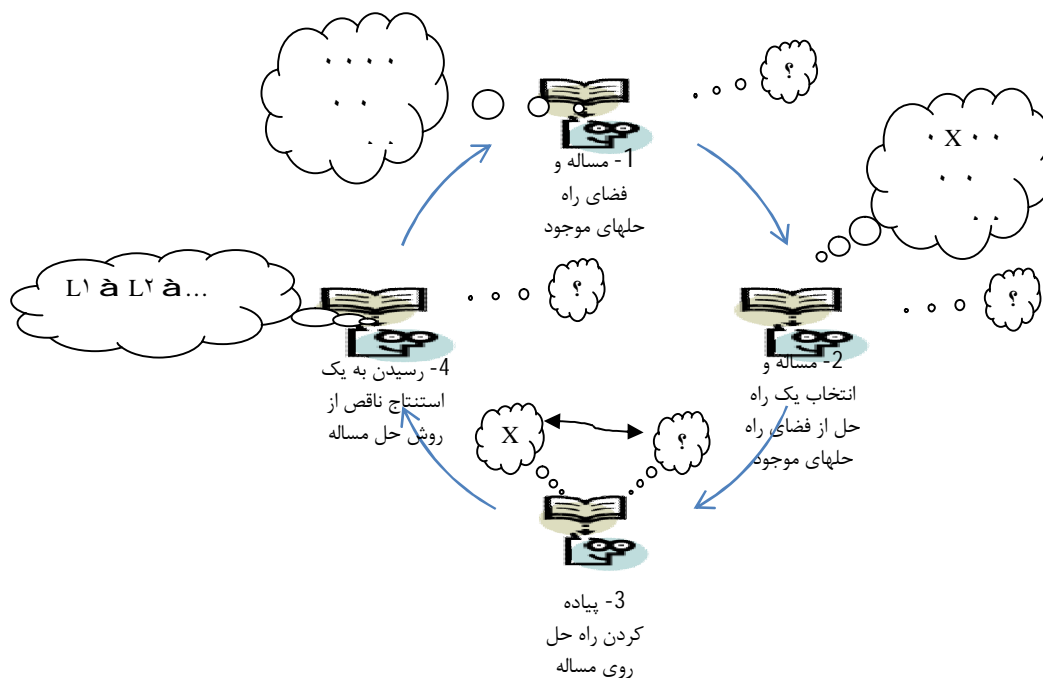 ؟
1- مساله و
فضای راه
حلهای موجود
X
؟
2- مساله و
انتخاب یک راه
حل از فضای راه
حلهای موجود
X
؟
3- پیاده
کردن راه حل
روی مساله
L۱ à L۲ à...
؟
4- رسیدن به یک
استنتاج ناقص از
روش حل مساله